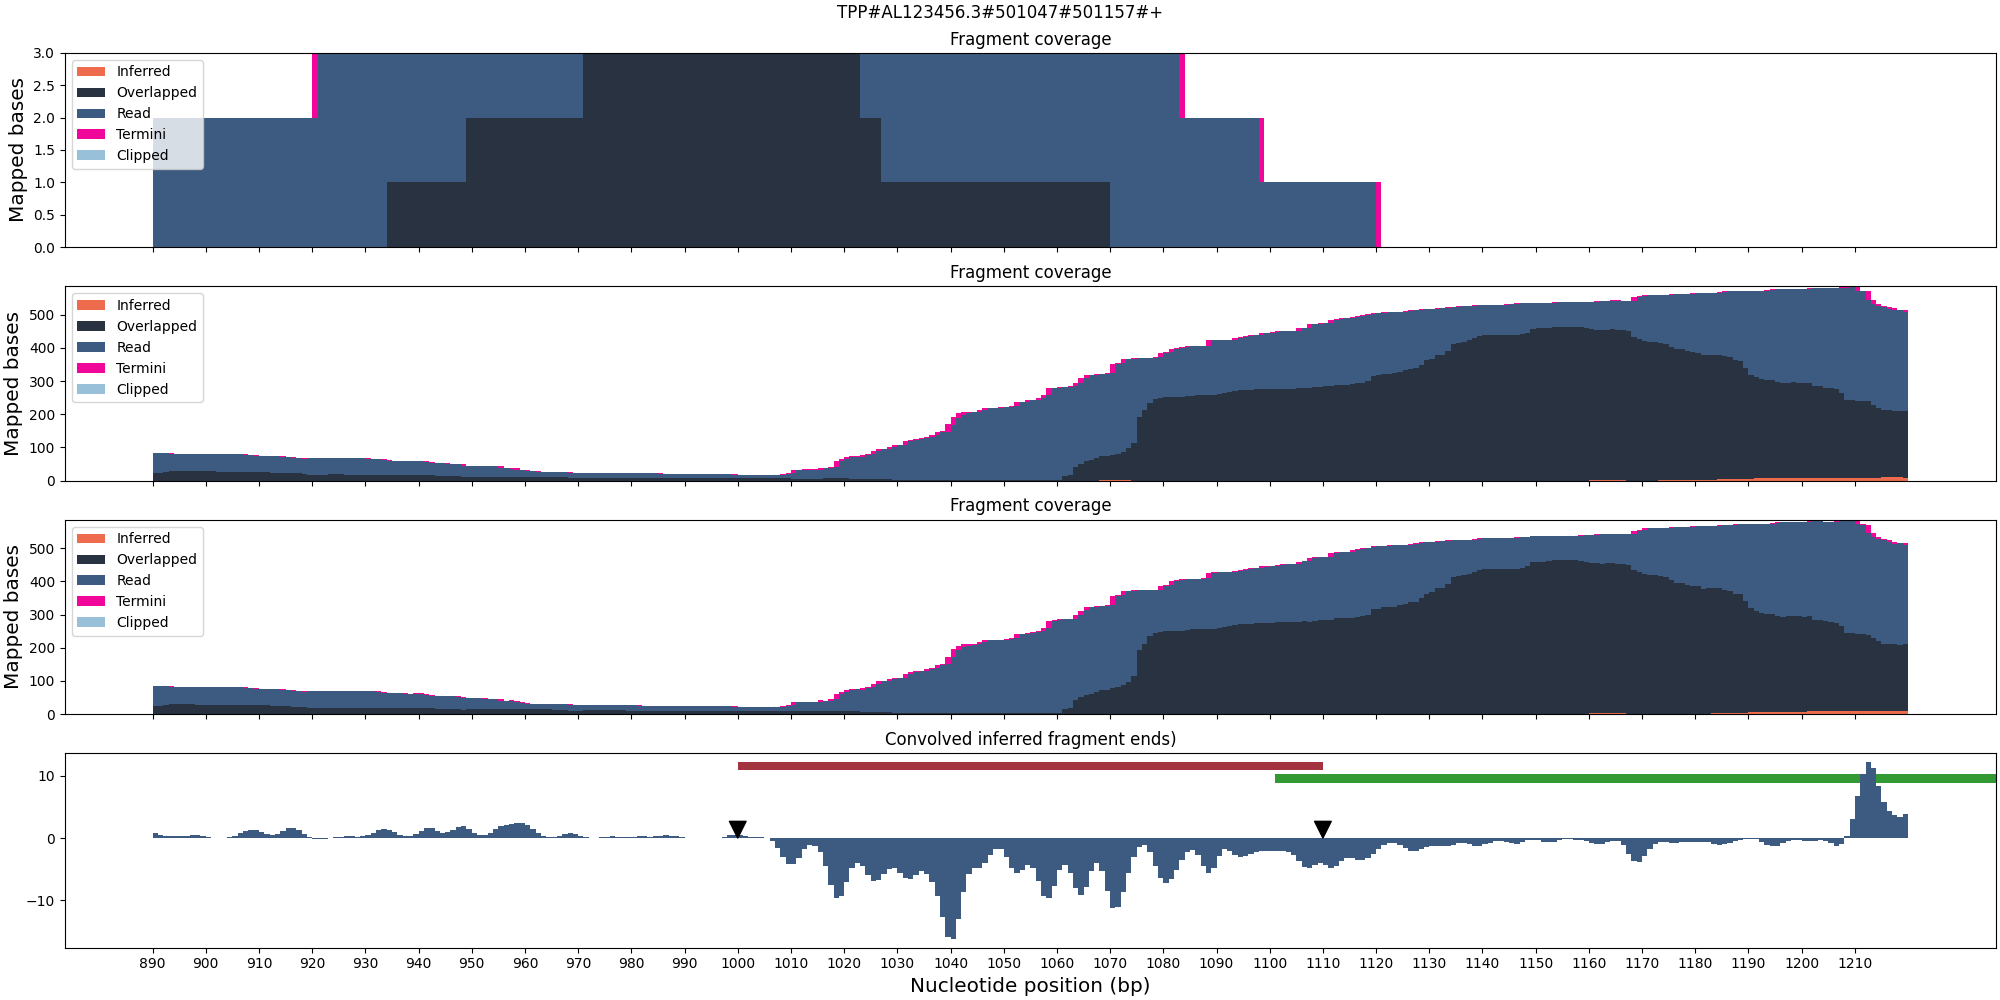 TPP#AL123456.3#501047#501157#+
Fragment coverage
Mapped bases
3.0
2.5
2.0
1.5
1.0
0.5
0.0
Inferred
Overlapped
Read
Termini
Clipped
Fragment coverage
Mapped bases
500
400
300
200
100
0
Inferred
Overlapped
Read
Termini
Clipped
Fragment coverage
Mapped bases
500
400
300
200
100
0
Inferred
Overlapped
Read
Termini
Clipped
Convolved inferred fragment ends)
10
0
−10
890 900 910 920 930 940 950 960 970 980 990 1000 1010 1020 1030 1040 1050 1060 1070 1080 1090 1100 1110 1120 1130 1140 1150 1160 1170 1180 1190 1200 1210
Nucleotide position (bp)